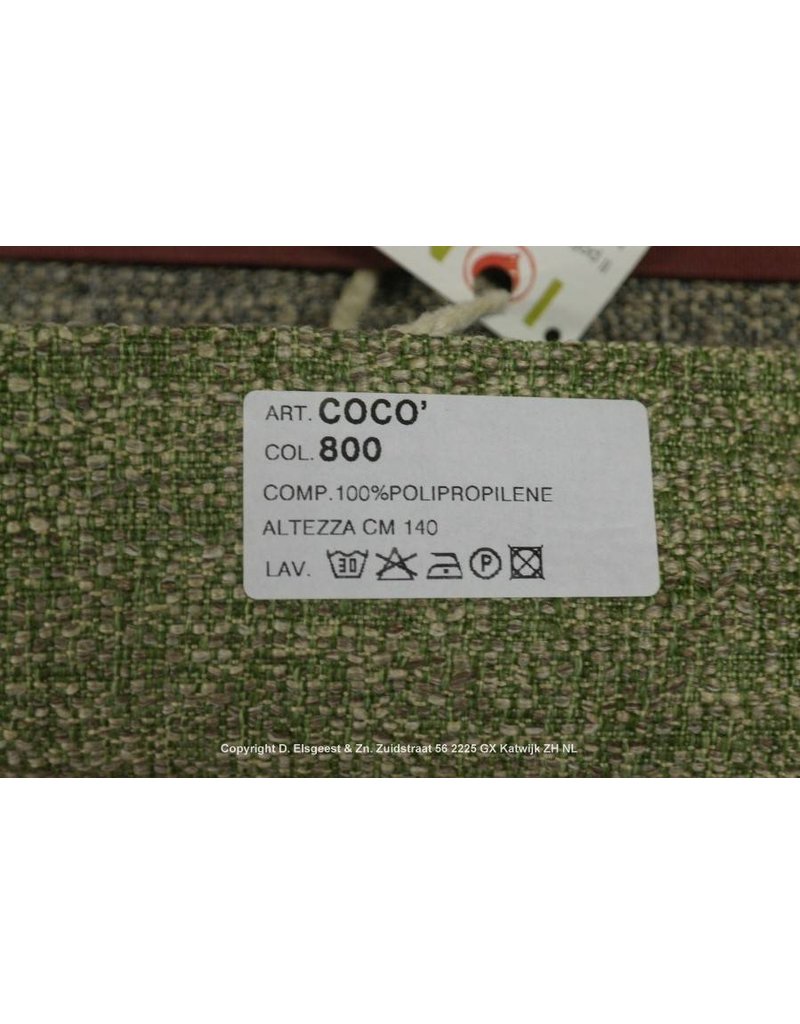 ART. COCO'
COL. 800
COMP.100%POLIPROPILENE
ALTEZZA CM 140
LAV. 30 P
Copyright D. Elsgeest & Zn. Zuidstraat 56 2225 GX Katwijk ZH NL